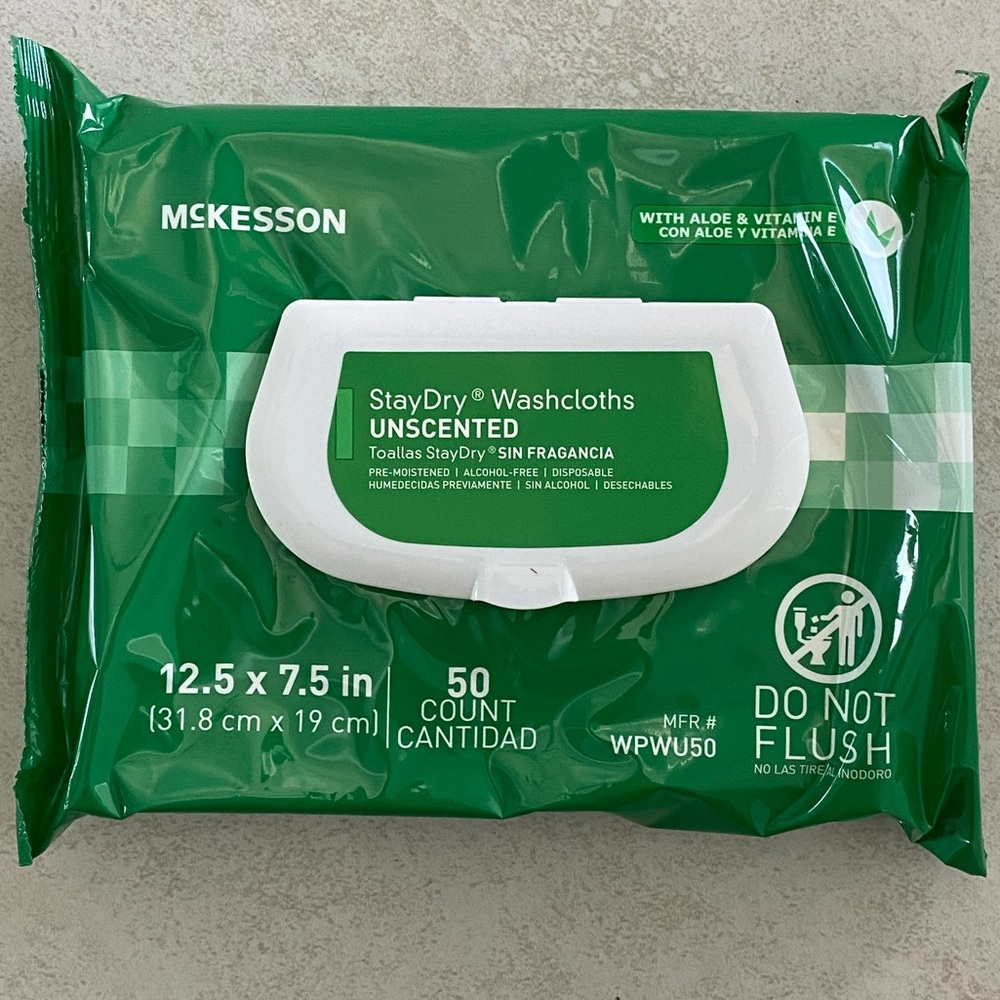 McKESSON
WITH ALOE & VITAMIN E
CON ALOE Y VITAMINA E
StayDry® Washcloths
UNSCENTED
Toallas StayDry® SIN FRAGANCIA
PRE-MOISTENED | ALCOHOL-FREE | DISPOSABLE
HUMEDECIDAS PREVIAMENTE | SIN ALCOHOL | DESECHABLES
12.5 x 7.5 in
(31.8 cm x 19 cm)
50
COUNT
CANTIDAD
MFR #
WPWU50
DO NOT
FLUSH
NO LAS TIRE AL INODORO